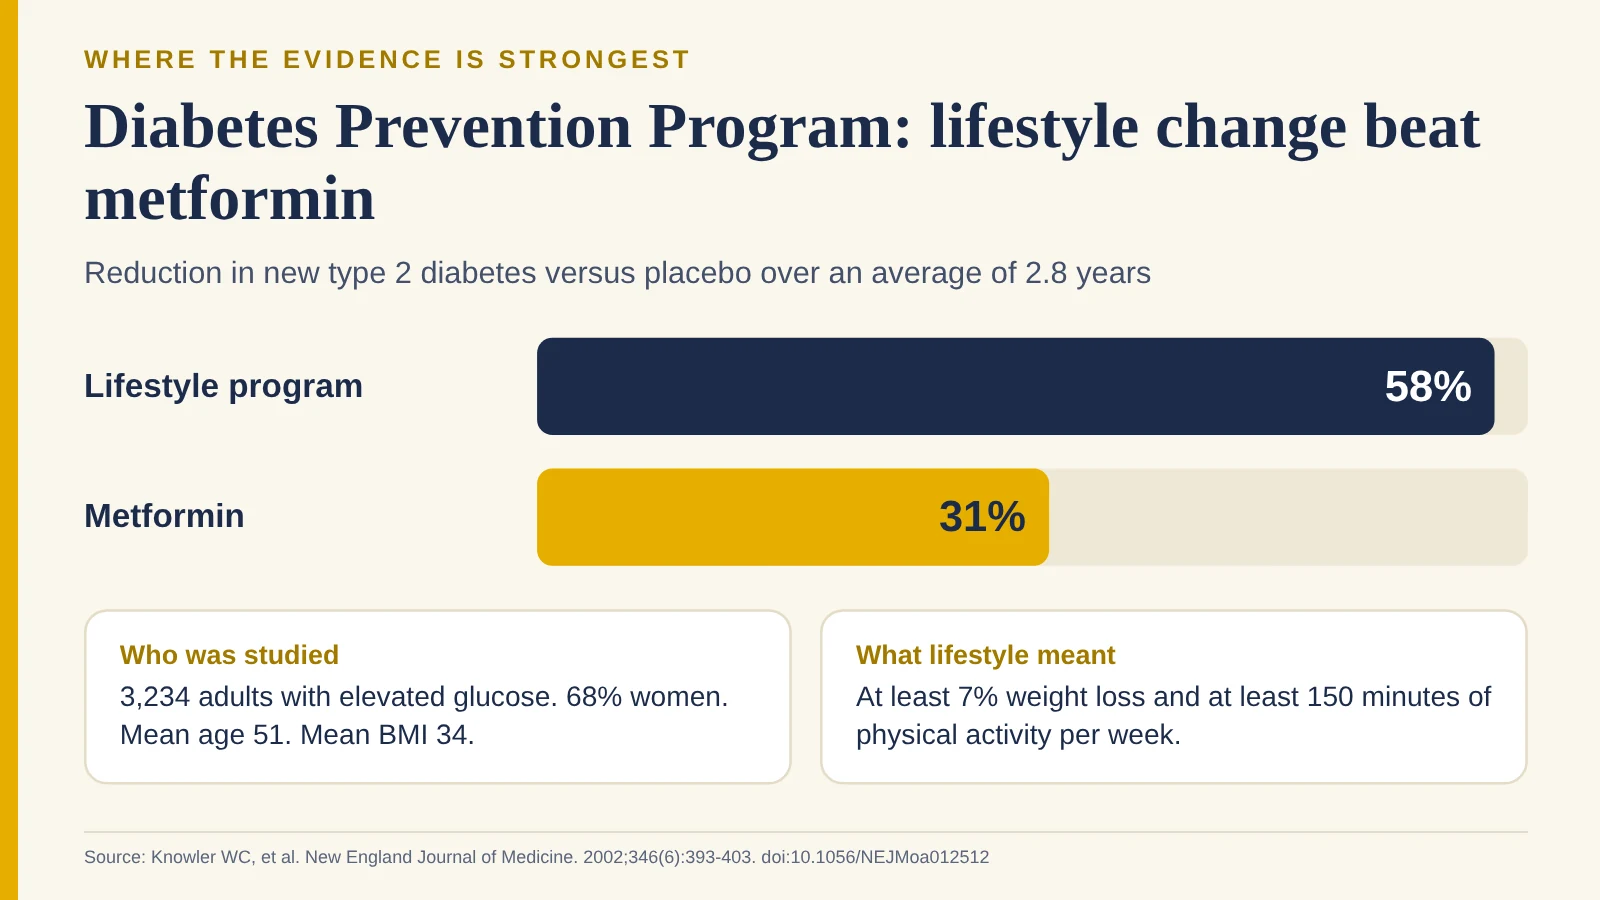 WHERE THE EVIDENCE IS STRONGEST
Diabetes Prevention Program: lifestyle change beat
metformin
Reduction in new type 2 diabetes versus placebo over an average of 2.8 years
Lifestyle program
58%
Metformin
31%
Who was studied
3,234 adults with elevated glucose. 68% women.
Mean age 51. Mean BMI 34.
What lifestyle meant
At least 7% weight loss and at least 150 minutes of
physical activity per week.
Source: Knowler WC, et al. New England Journal of Medicine. 2002;346(6):393-403. doi:10.1056/NEJMoa012512